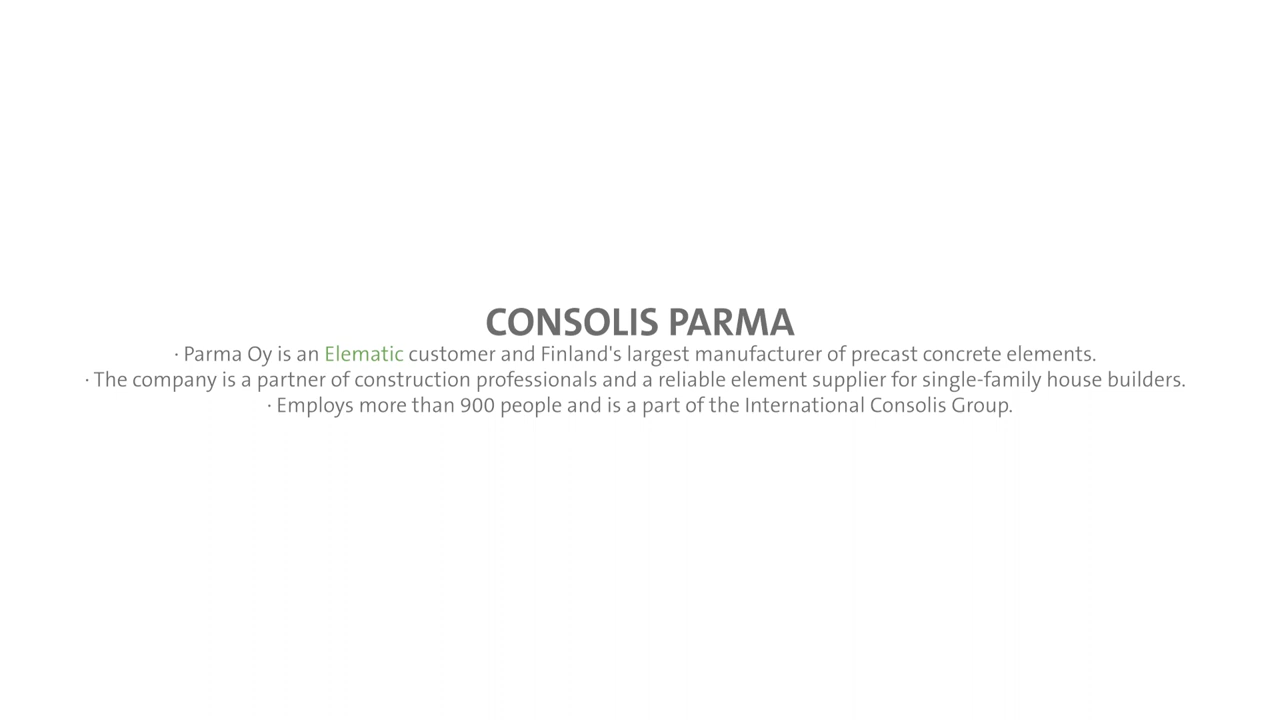 CONSOLIS PARMA
· Parma Oy is an Elematic customer and Finland's largest manufacturer of precast concrete elements.
· The company is a partner of construction professionals and a reliable element supplier for single-family house builders.
· Employs more than 900 people and is a part of the International Consolis Group.